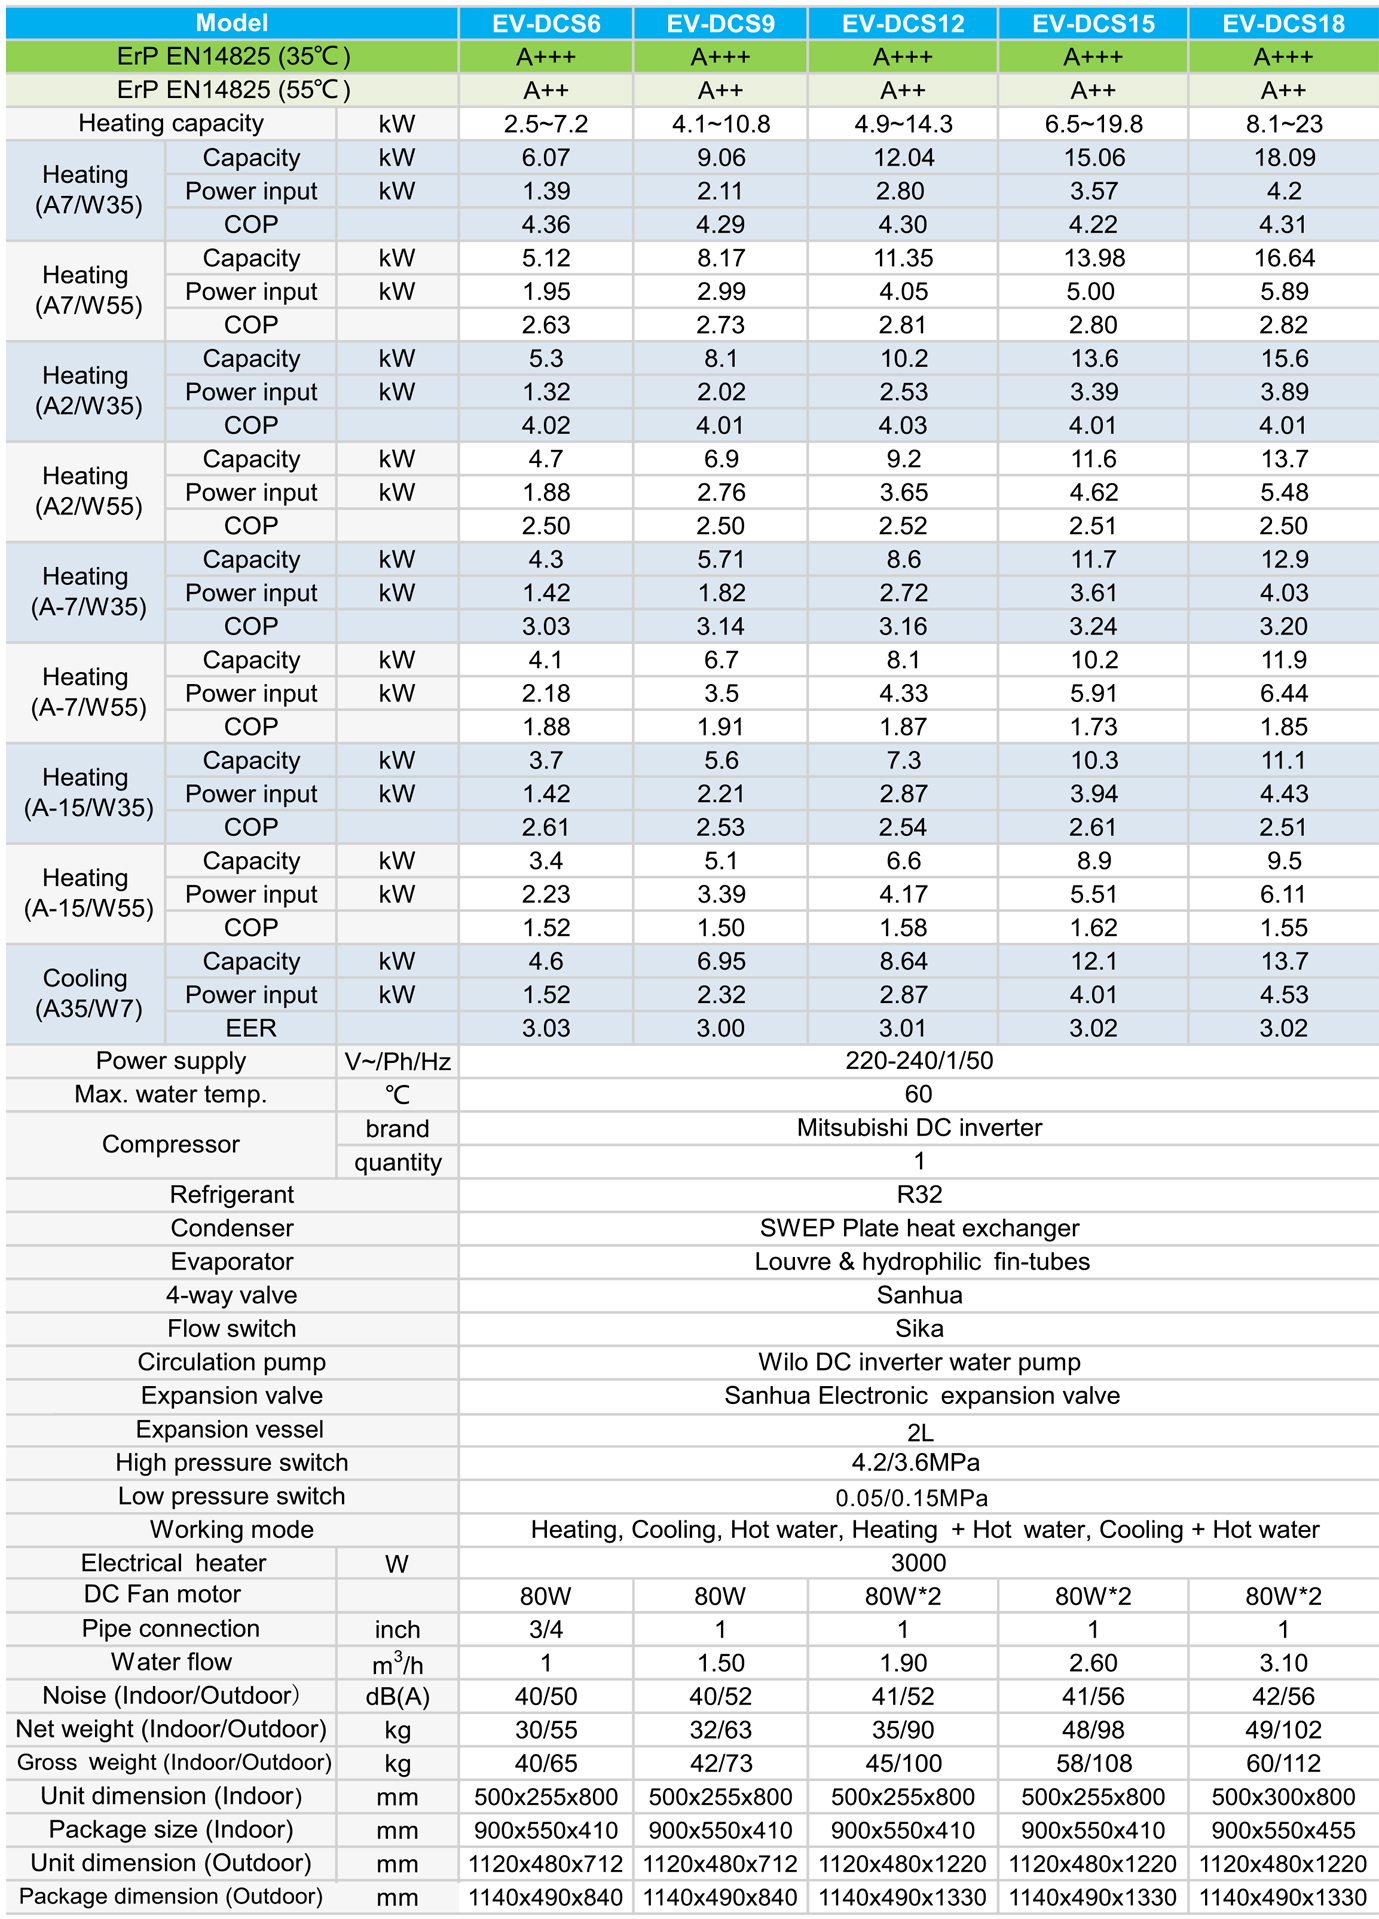 Model EV-DCS6 EV-DCS9 EV-DCS12 EV-DCS15 EV-DCS18
ErP EN14825 (35℃) A+++ A+++ A+++ A+++ A+++
ErP EN14825 (55℃) A++ A++ A++ A++ A++
Heating capacity kW 2.5~7.2 4.1~10.8 4.9~14.3 6.5~19.8 8.1~23
Heating (A7/W35) Capacity kW 6.07 9.06 12.04 15.06 18.09
Power input kW 1.39 2.11 2.80 3.57 4.2
COP 4.36 4.29 4.30 4.22 4.31
Heating (A7/W55) Capacity kW 5.12 8.17 11.35 13.98 16.64
Power input kW 1.95 2.99 4.05 5.00 5.89
COP 2.63 2.73 2.81 2.80 2.82
Heating (A2/W35) Capacity kW 5.3 8.1 10.2 13.6 15.6
Power input kW 1.32 2.02 2.53 3.39 3.89
COP 4.02 4.01 4.03 4.01 4.01
Heating (A2/W55) Capacity kW 4.7 6.9 9.2 11.6 13.7
Power input kW 1.88 2.76 3.65 4.62 5.48
COP 2.50 2.50 2.52 2.51 2.50
Heating (A-7/W35) Capacity kW 4.3 5.71 8.6 11.7 12.9
Power input kW 1.42 1.82 2.72 3.61 4.03
COP 3.03 3.14 3.16 3.24 3.20
Heating (A-7/W55) Capacity kW 4.1 6.7 8.1 10.2 11.9
Power input kW 2.18 3.5 4.33 5.91 6.44
COP 1.88 1.91 1.87 1.73 1.85
Heating (A-15/W35) Capacity kW 3.7 5.6 7.3 10.3 11.1
Power input kW 1.42 2.21 2.87 3.94 4.43
COP 2.61 2.53 2.54 2.61 2.51
Heating (A-15/W55) Capacity kW 3.4 5.1 6.6 8.9 9.5
Power input kW 2.23 3.39 4.17 5.51 6.11
COP 1.52 1.50 1.58 1.62 1.55
Cooling (A35/W7) Capacity kW 4.6 6.95 8.64 12.1 13.7
Power input kW 1.52 2.32 2.87 4.01 4.53
EER 3.03 3.00 3.01 3.02 3.02
Power supply V~/Ph/Hz 220-240/1/50
Max. water temp. ℃ 60
Compressor brand Mitsubishi DC inverter
quantity 1
Refrigerant R32
Condenser SWEP Plate heat exchanger
Evaporator Louvre & hydrophilic fin-tubes
4-way valve Sanhua
Flow switch Sika
Circulation pump Wilo DC inverter water pump
Expansion valve Sanhua Electronic expansion valve
Expansion vessel 2L
High pressure switch 4.2/3.6MPa
Low pressure switch 0.05/0.15MPa
Working mode Heating, Cooling, Hot water, Heating + Hot water, Cooling + Hot water
Electrical heater W 3000
DC Fan motor 80W 80W 80W*2 80W*2 80W*2
Pipe connection inch 3/4 1 1 1 1
Water flow m³/h 1 1.50 1.90 2.60 3.10
Noise (Indoor/Outdoor) dB(A) 40/50 40/52 41/52 41/56 42/56
Net weight (Indoor/Outdoor) kg 30/55 32/63 35/90 48/98 49/102
Gross weight (Indoor/Outdoor) kg 40/65 42/73 45/100 58/108 60/112
Unit dimension (Indoor) mm 500x255x800 500x255x800 500x255x800 500x255x800 500x300x800
Package size (Indoor) mm 900x550x410 900x550x410 900x550x410 900x550x410 900x550x455
Unit dimension (Outdoor) mm 1120x480x712 1120x480x712 1120x480x1220 1120x480x1220 1120x480x1220
Package dimension (Outdoor) mm 1140x490x840 1140x490x840 1140x490x1330 1140x490x1330 1140x490x1330